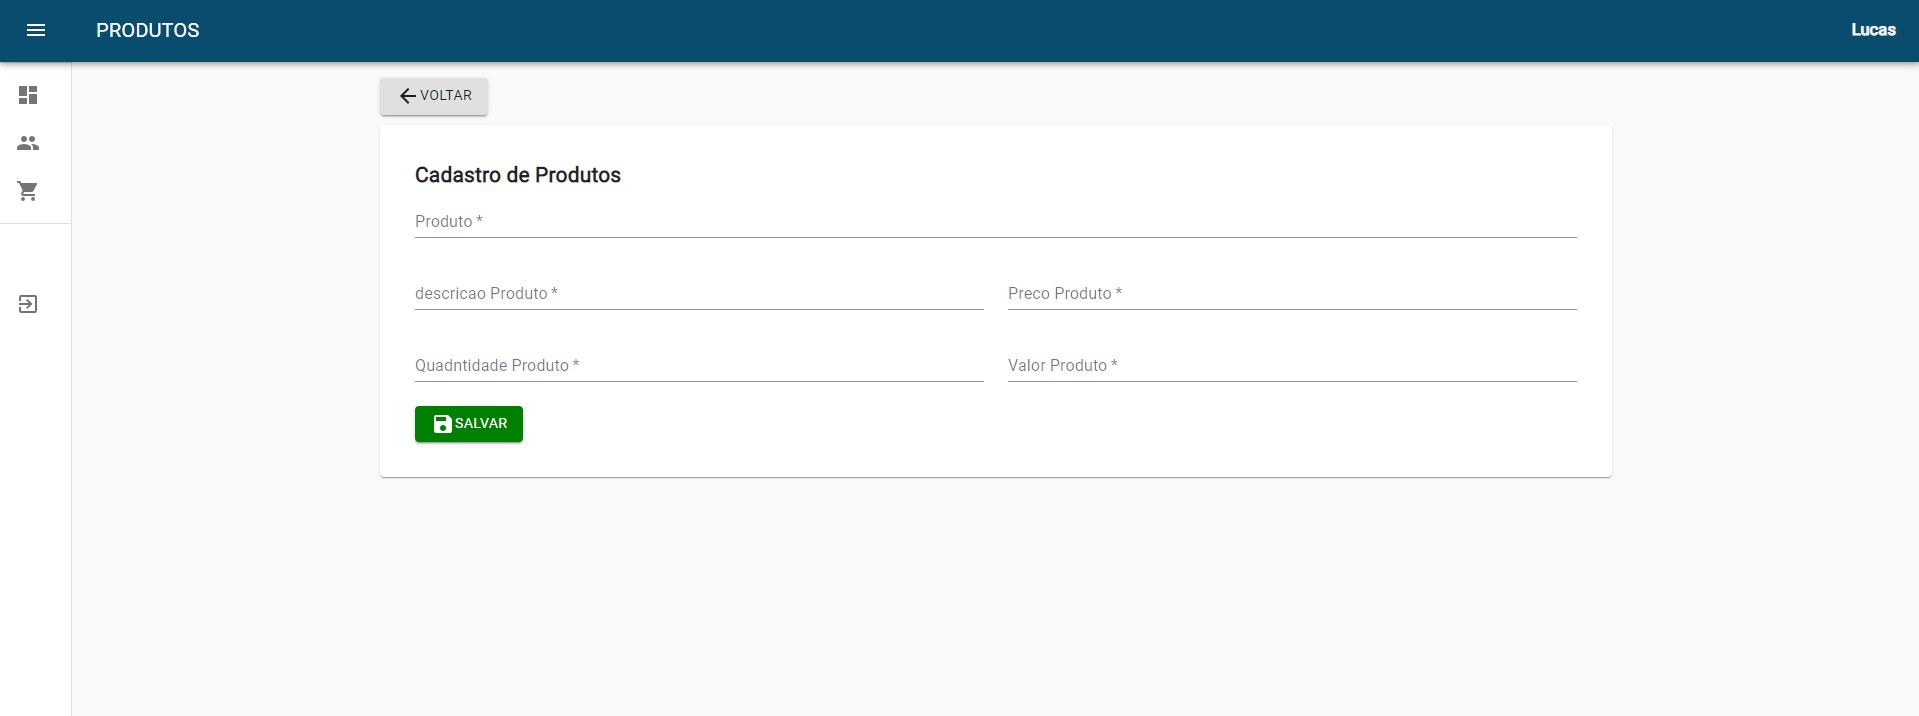 PRODUTOS
Lucas
VOLTAR
Cadastro de Produtos
Produto *
descricao Produto *
Preco Produto *
Quadntidade Produto *
Valor Produto *
SALVAR